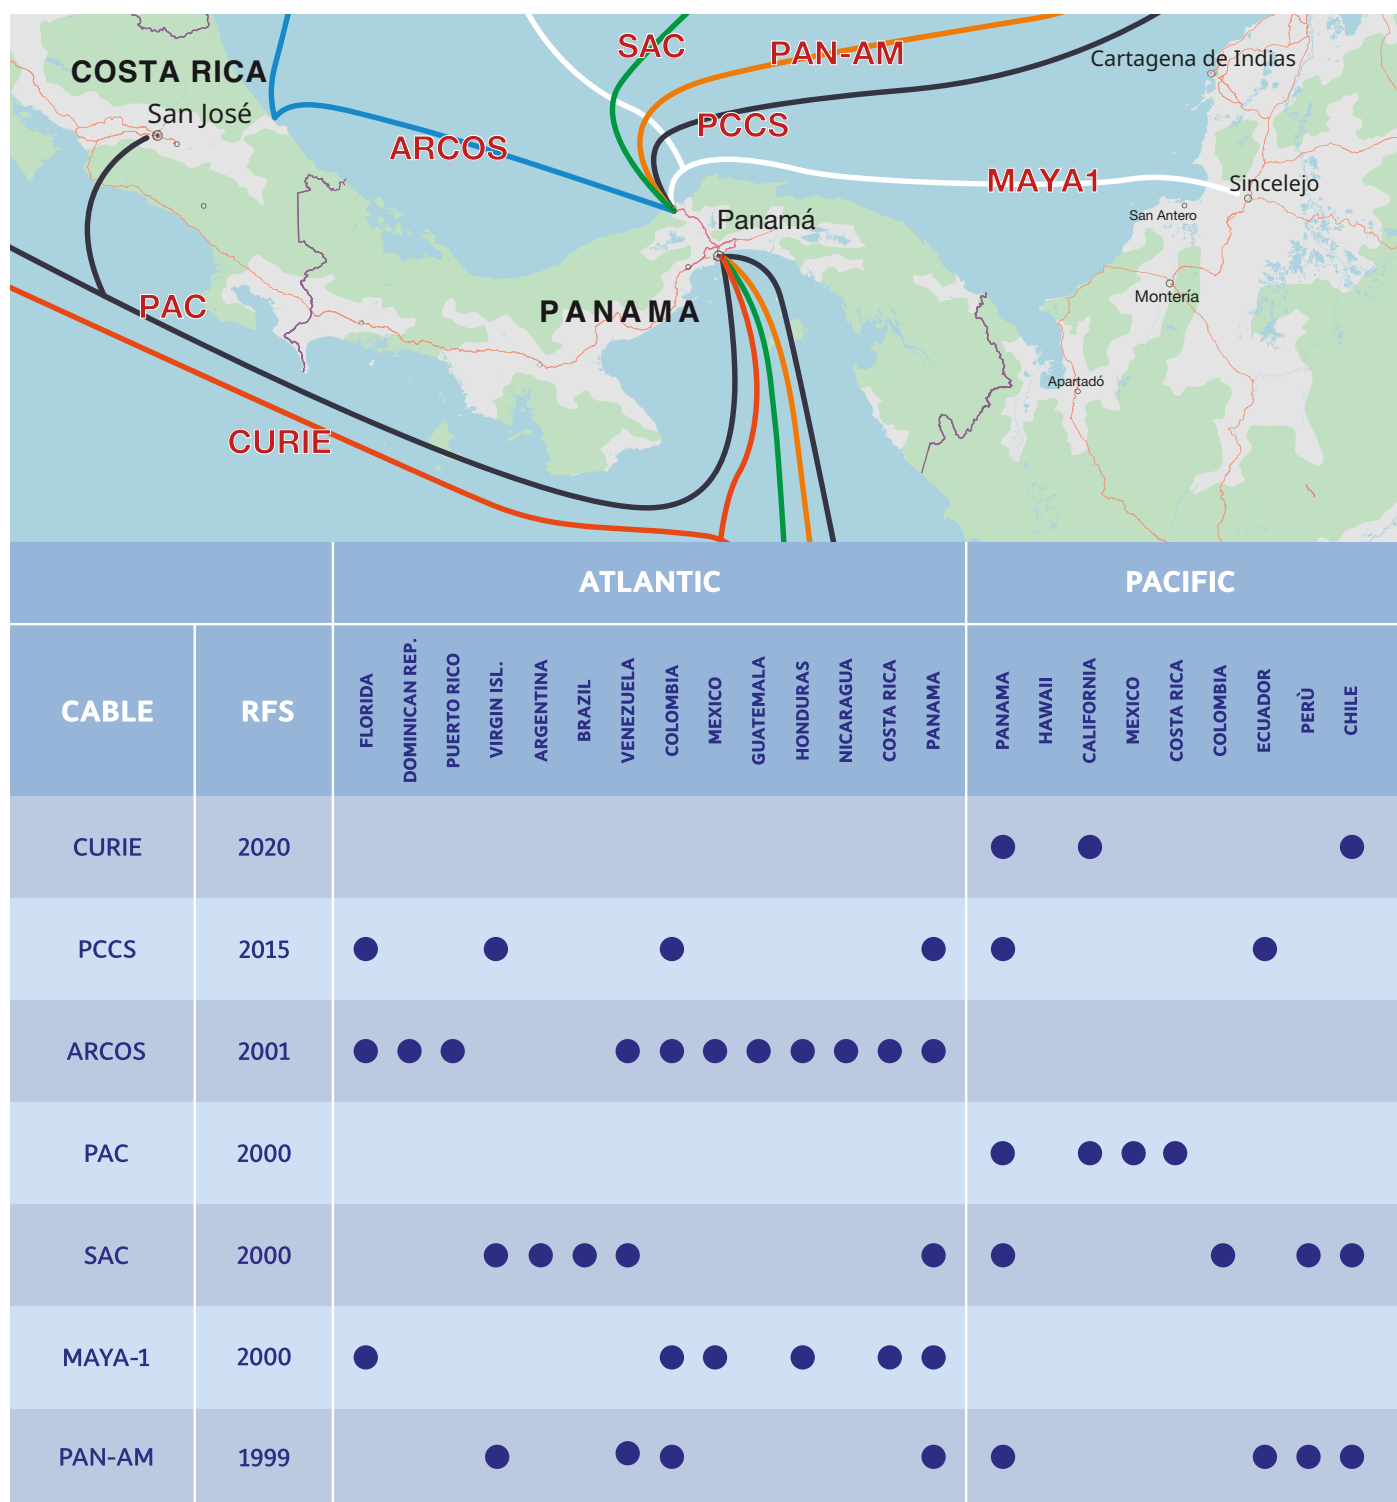 SAC
PAN-AM
Cartagena de Indias
COSTA RICA
San José
PCCS
ARCOS
MAYA1
Sincelejo
San Antero
Panamá
Montería
PAC
PANAMA
Apartadó
CURIE
ATLANTIC PACIFIC
CABLE RFS FLORIDA DOMINICAN REP. PUERTO RICO VIRGIN ISL. ARGENTINA BRAZIL VENEZUELA COLOMBIA MEXICO GUATEMALA HONDURAS NICARAGUA COSTA RICA PANAMA PANAMA HAWAII CALIFORNIA MEXICO COSTA RICA COLOMBIA ECUADOR PERÙ CHILE
CURIE 2020
PCCS 2015
ARCOS 2001
PAC 2000
SAC 2000
MAYA-1 2000
PAN-AM 1999